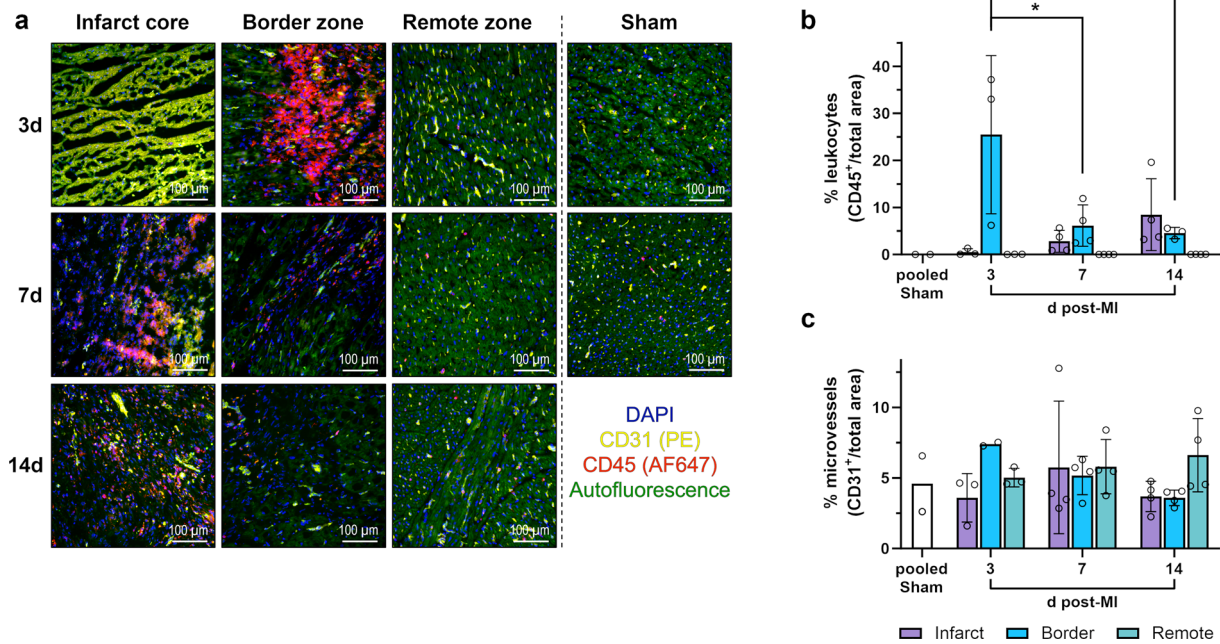 a
Infarct core Border zone Remote zone Sham
3d
100 µm 100 µm 100 µm 100 µm
7d
100 µm 100 µm 100 µm 100 µm
14d
100 µm 100 µm 100 µm
DAPI
CD31 (PE)
CD45 (AF647)
Autofluorescence
b
*
% leukocytes
(CD45⁺/total area)
40
30
20
10
0
pooled
Sham
3 7 14
d post-MI
c
% microvessels
(CD31⁺/total area)
10
5
0
pooled
Sham
3 7 14
d post-MI
Infarct Border Remote